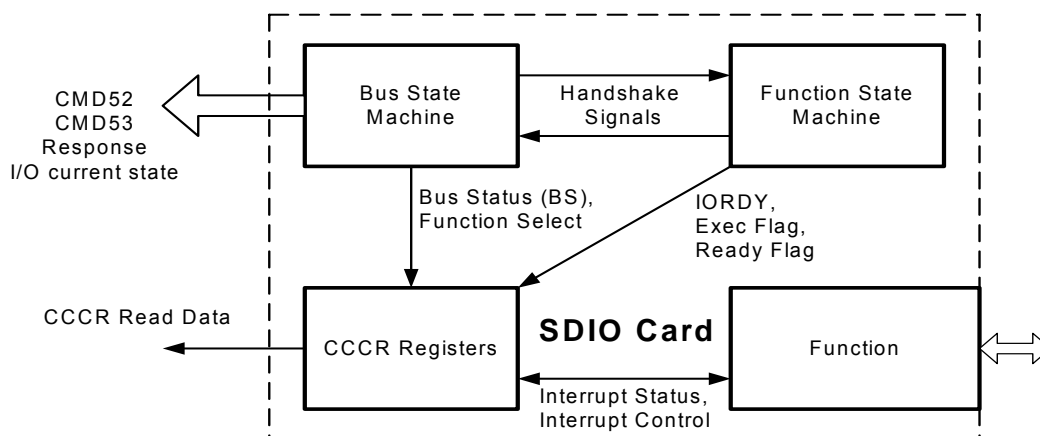 Bus State
Machine
Handshake
Signals
Function State
Machine
CMD52
CMD53
Response
I/O current state
Bus Status (BS),
Function Select
IORDY,
Exec Flag,
Ready Flag
CCCR Read Data
CCCR Registers
SDIO Card
Function
Interrupt Status,
Interrupt Control